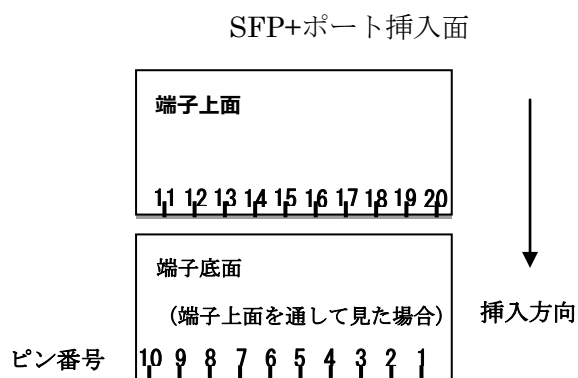 SFP+ポート挿入面
端子上面
11 12 13 14 15 16 17 18 19 20
端子底面
(端子上面を通して見た場合)
挿入方向
ピン番号 10 9 8 7 6 5 4 3 2 1